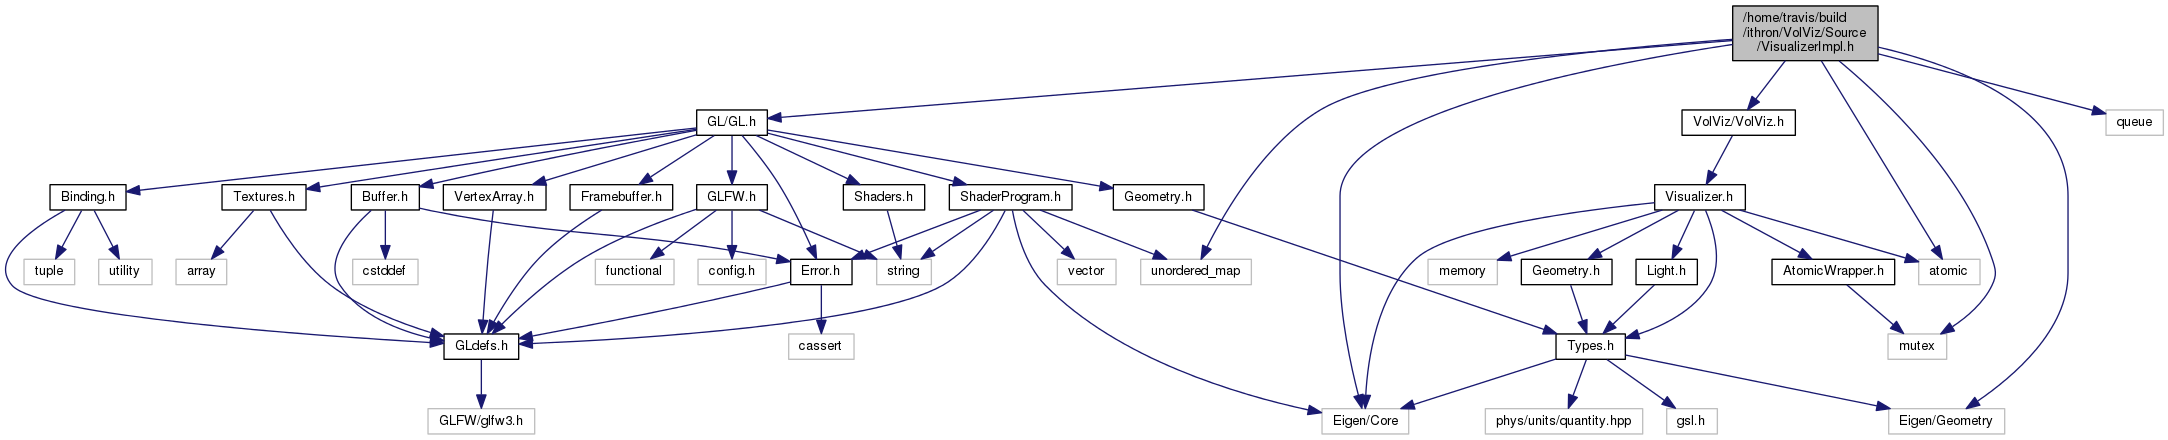 /home/travis/build
/ithron/VolViz/Source
/VisualizerImpl.h
GL/GL.h
VolViz/VolViz.h
queue
Binding.h
Textures.h
Buffer.h
VertexArray.h
Framebuffer.h
GLFW.h
Shaders.h
ShaderProgram.h
Geometry.h
Visualizer.h
tuple
utility
array
cstddef
functional
config.h
Error.h
string
vector
unordered_map
memory
Geometry.h
Light.h
AtomicWrapper.h
atomic
GLdefs.h
cassert
Types.h
mutex
GLFW/glfw3.h
Eigen/Core
phys/units/quantity.hpp
gsl.h
Eigen/Geometry